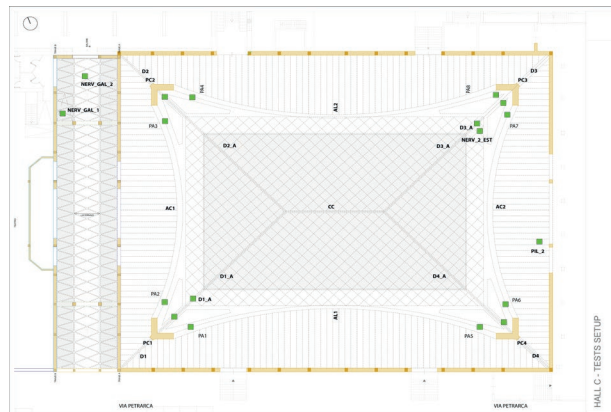 D2
D3
PC2
PC3
NERV_GAL_2
PA4
PA8
NERV_GAL_1
AL2
PA3
D3_A
PA7
NERV_2_EST
D2_A
D3_A
AC1
CC
AC2
PIL_2
D1_A
D4_A
PA2
D1_A
PA6
AL1
PA1
PA5
PC1
PC4
D1
D4
VIA PETRARCA
VIA PETRARCA
HALL C - TESTS SETUP